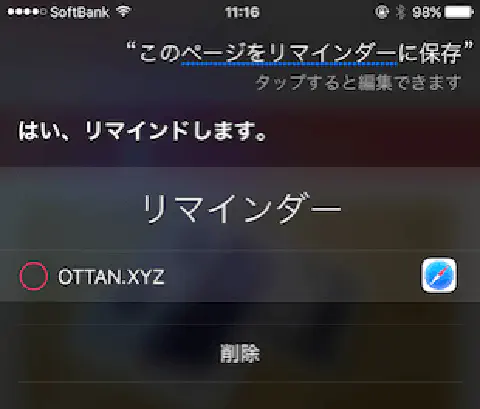 SoftBank 11:16 98%
“このページをリマインダーに保存”
タップすると編集できます
はい、リマインドします。
リマインダー
OTTAN.XYZ
削除